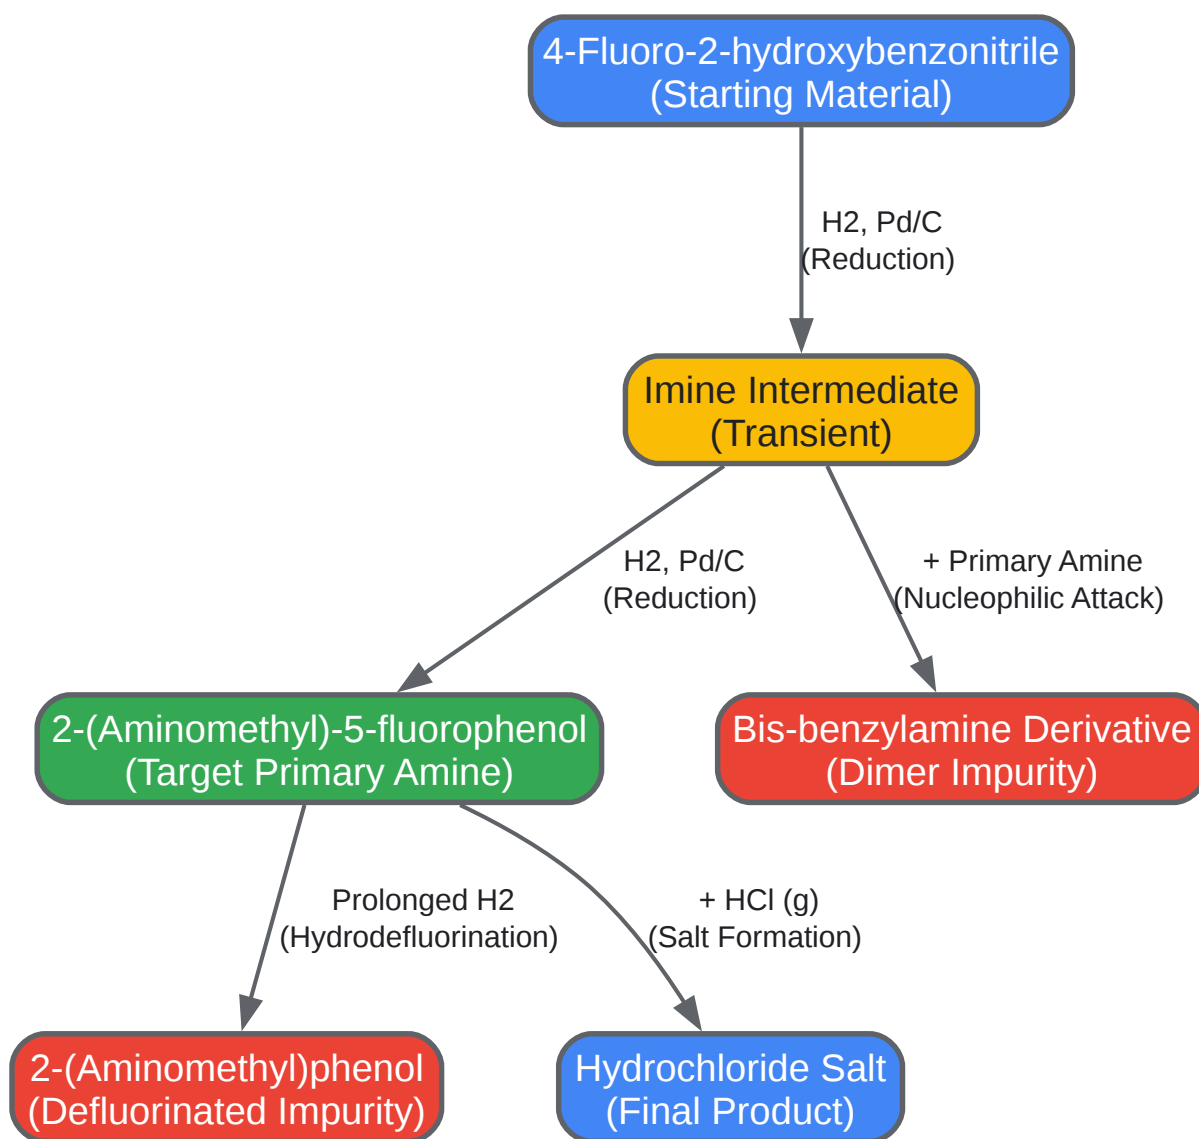 4-Fluoro-2-hydroxybenzonitrile
(Starting Material)
H2, Pd/C
(Reduction)
Imine Intermediate
(Transient)
H2, Pd/C
(Reduction)
+ Primary Amine
(Nucleophilic Attack)
2-(Aminomethyl)-5-fluorophenol
(Target Primary Amine)
Bis-benzylamine Derivative
(Dimer Impurity)
Prolonged H2
(Hydrodefluorination)
+ HCl (g)
(Salt Formation)
2-(Aminomethyl)phenol
(Defluorinated Impurity)
Hydrochloride Salt
(Final Product)